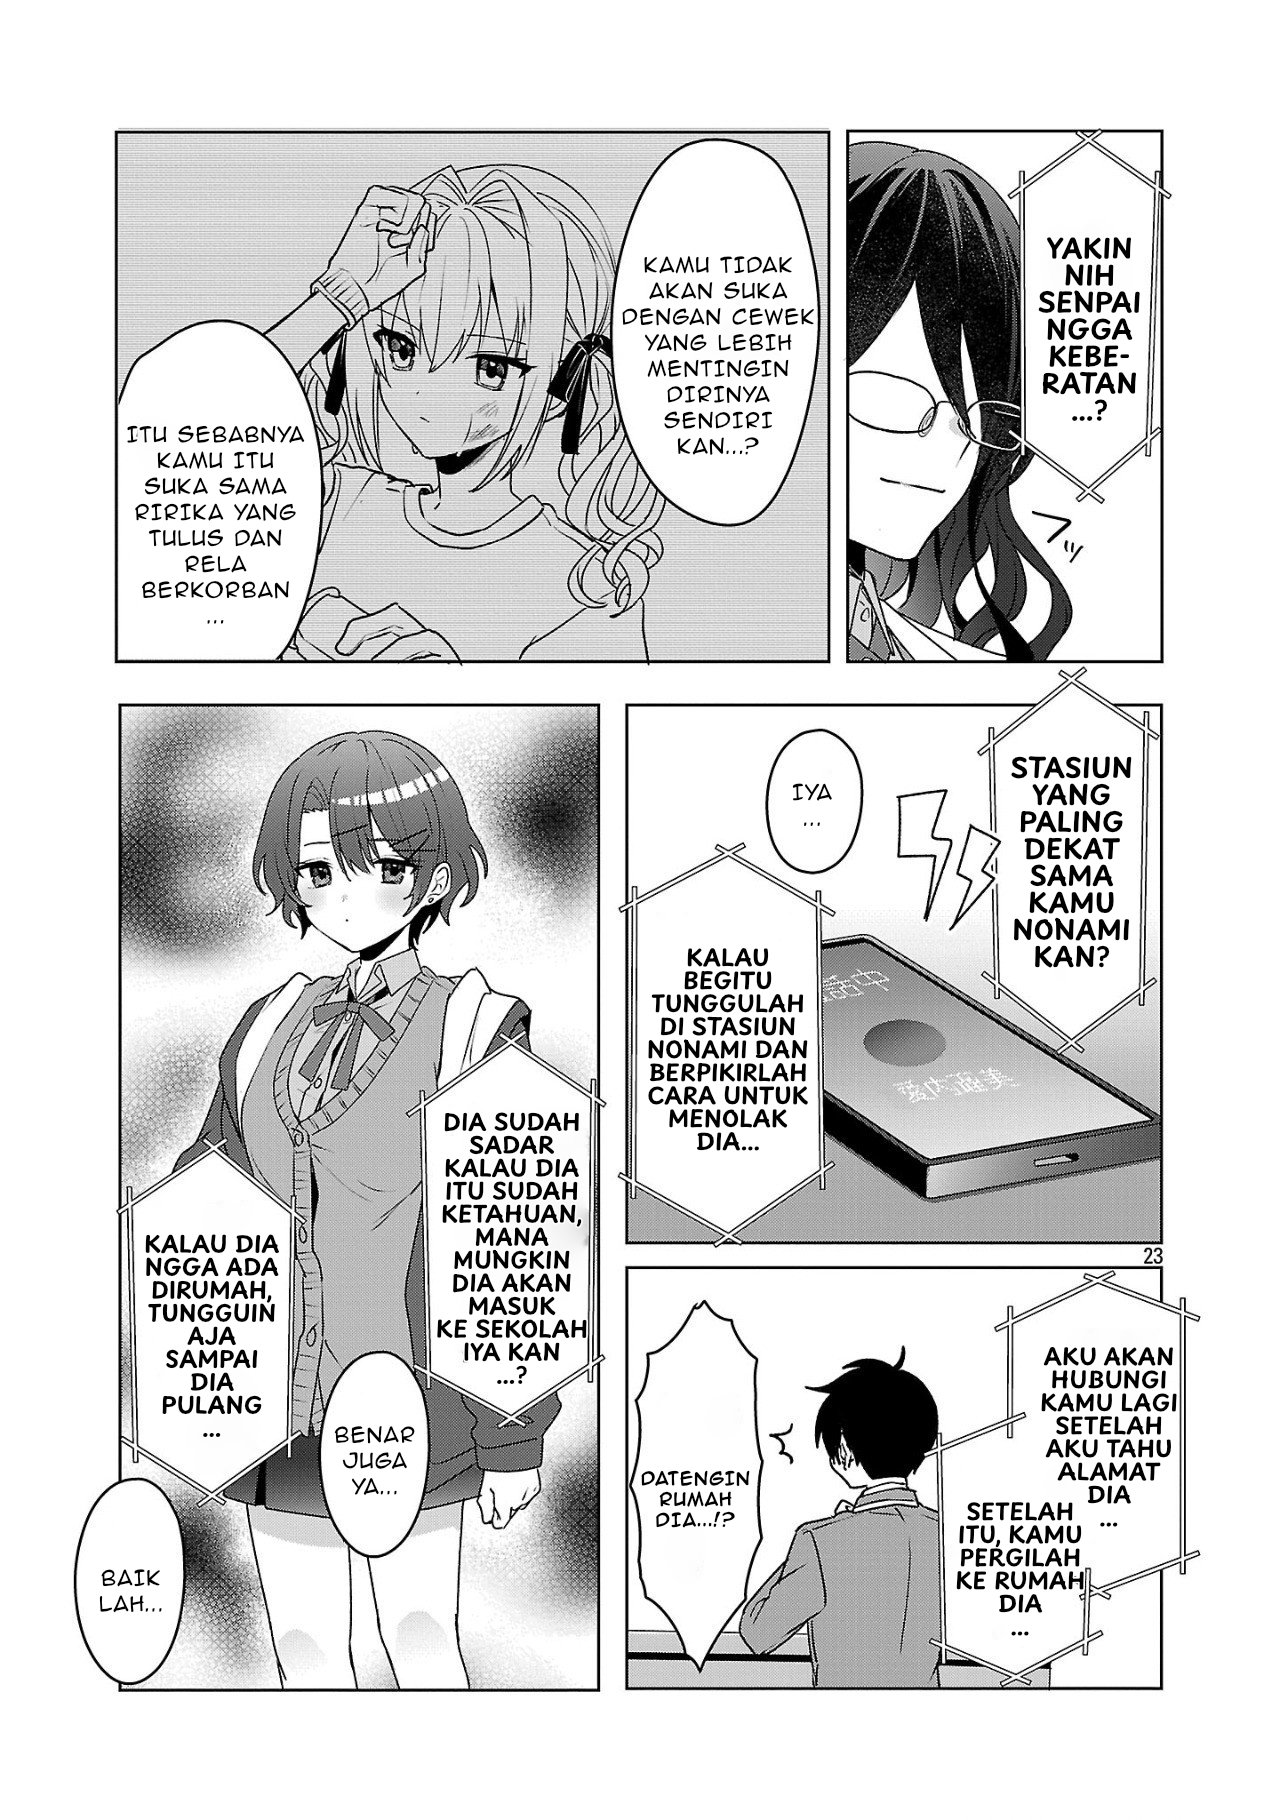 YAKIN
NIH
SENPAI
NGGA
KEBE-
RATAN
...?
フッ
KAMU TIDAK
AKAN SUKA
DENGAN CEWEK
YANG LEBIH
MENTINGIN
DIRINYA
SENDIRI
KAN...?
ITU SEBABNYA
KAMU ITU
SUKA SAMA
RIRIKA YANG
TULUS DAN
RELA
BERKORBAN
...
STASIUN
YANG
PALING
DEKAT
SAMA
KAMU
NONAMI
KAN?
IYA
...
KALAU
BEGITU
TUNGGULAH
DI STASIUN
NONAMI DAN
BERPIKIRLAH
CARA UNTUK
MENOLAK
DIA...
話中
23
AKU AKAN
HUBUNGI
KAMU LAGI
SETELAH
AKU TAHU
ALAMAT
DIA
...
SETELAH
ITU, KAMU
PERGILAH
KE RUMAH
DIA
...
DATENGIN
RUMAH
DIA...!?
DIA SUDAH
SADAR
KALAU DIA
ITU SUDAH
KETAHUAN,
MANA
MUNGKIN
DIA AKAN
MASUK
KE SEKOLAH
IYA KAN
...?
KALAU DIA
NGGA ADA
DIRUMAH,
TUNGGUIN
AJA
SAMPAI
DIA
PULANG
...
BENAR
JUGA
YA...
BAIK
LAH...